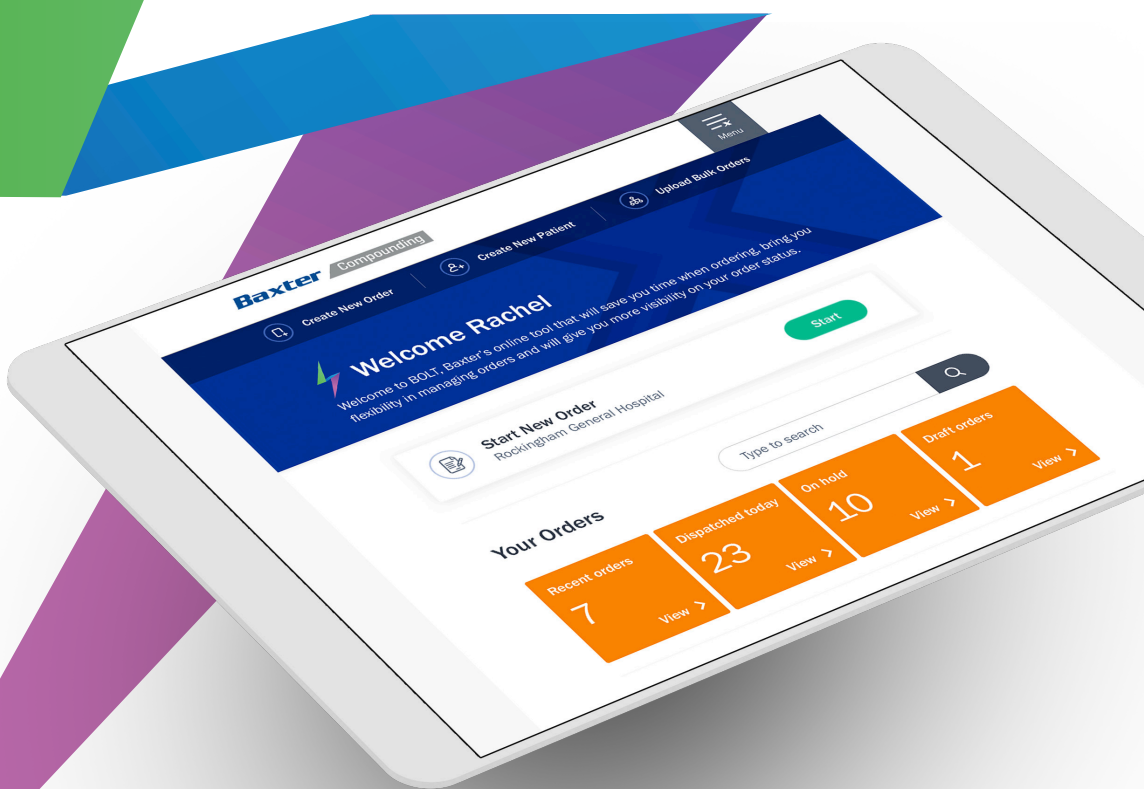 Menu
Baxter Compounding
Create New Order
Create New Patient
Upload Bulk Orders
Welcome Rachel
Welcome to BOLT, Baxter's online tool that will save you time when ordering, bring you
flexibility in managing orders and will give you more visibility on your order status.
Start New Order
Rockingham General Hospital
Start
Type to search
Your Orders
Recent orders
7
View
Dispatched today
23
View
On hold
10
View
Draft orders
1
View